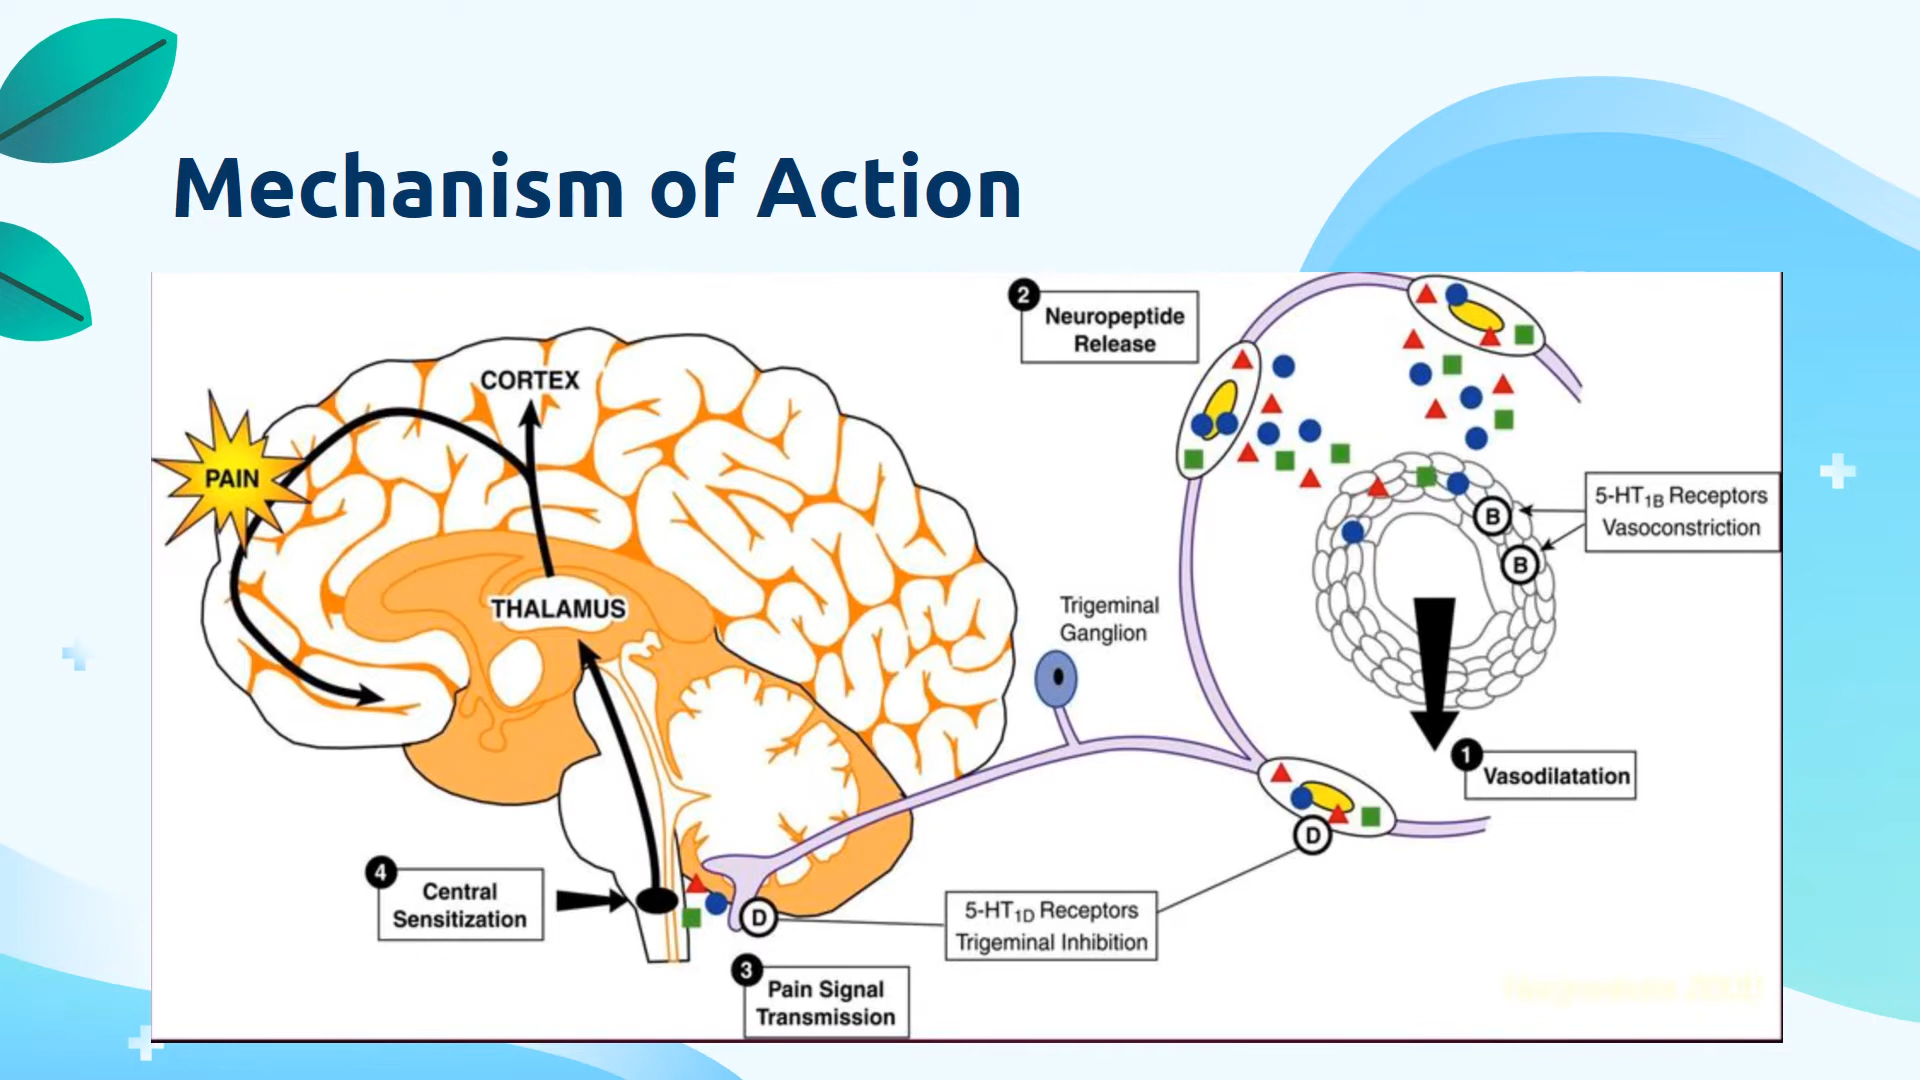 Mechanism of Action
2
Neuropeptide
Release
CORTEX
PAIN
5-HT1B Receptors
Vasoconstriction
B
B
THALAMUS
Trigeminal
Ganglion
1
Vasodilatation
D
4
Central
Sensitization
D
5-HT1D Receptors
Trigeminal Inhibition
3
Pain Signal
Transmission